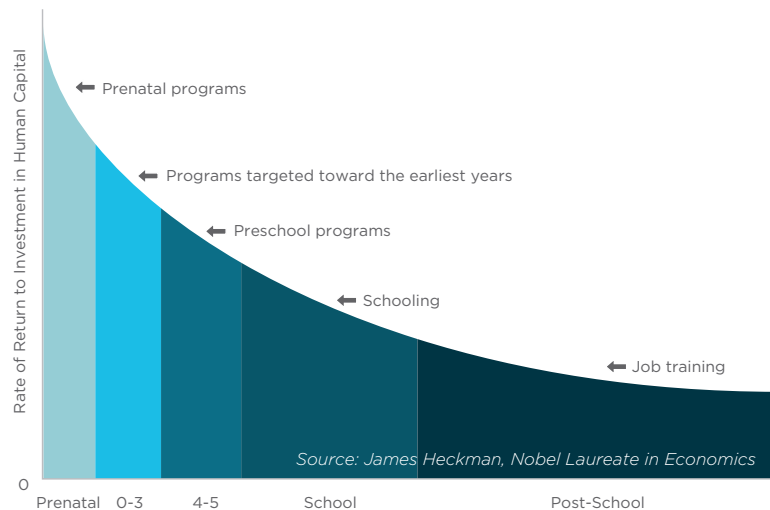 Rate of Return to Investment in Human Capital
Prenatal programs
Programs targeted toward the earliest years
Preschool programs
Schooling
Job training
Source: James Heckman, Nobel Laureate in Economics
0
Prenatal
0-3
4-5
School
Post-School